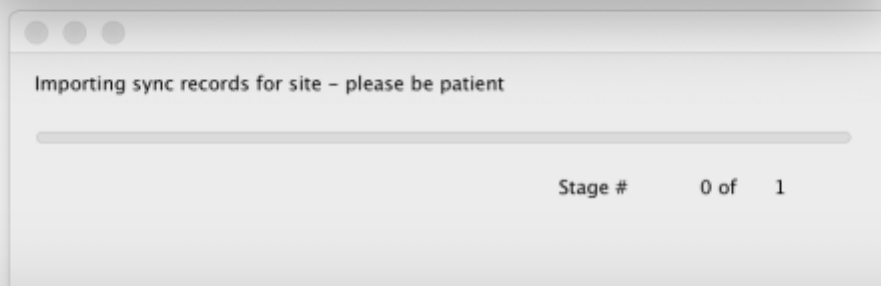 Importing sync records for site – please be patient
Stage # 0 of 1